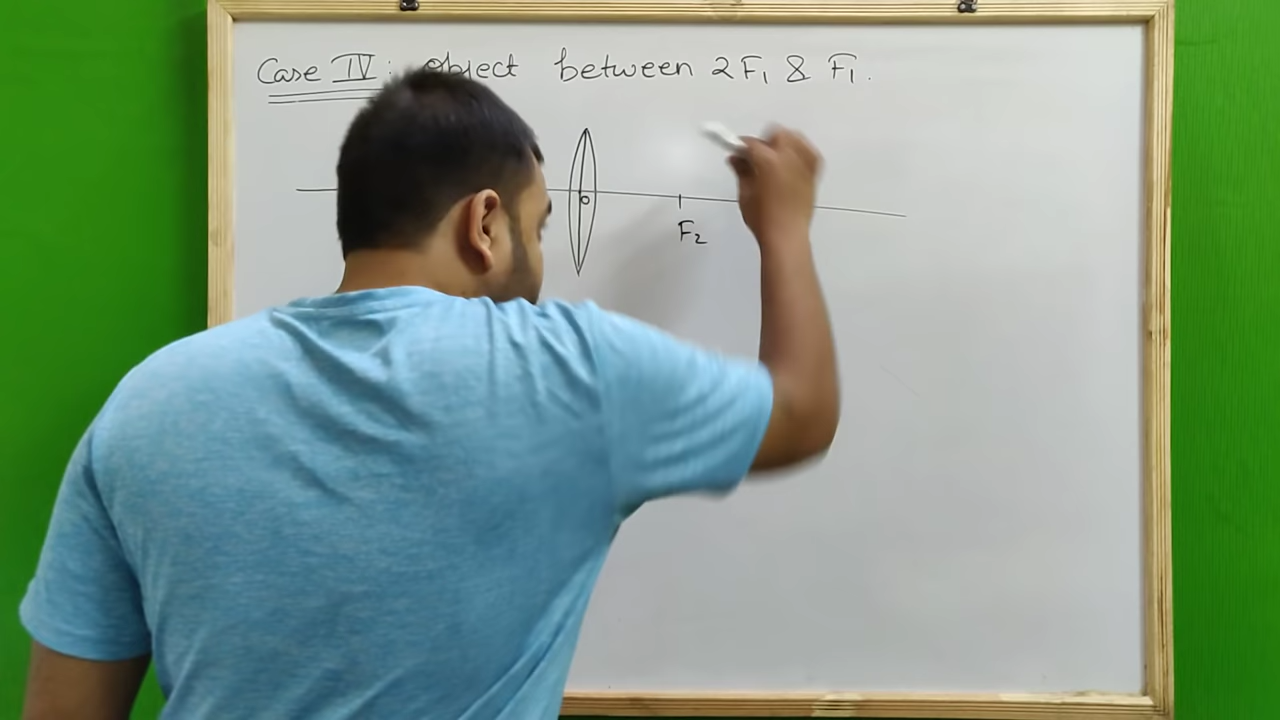 Case IV: Object between 2F₁ & F₁.
O
F₂